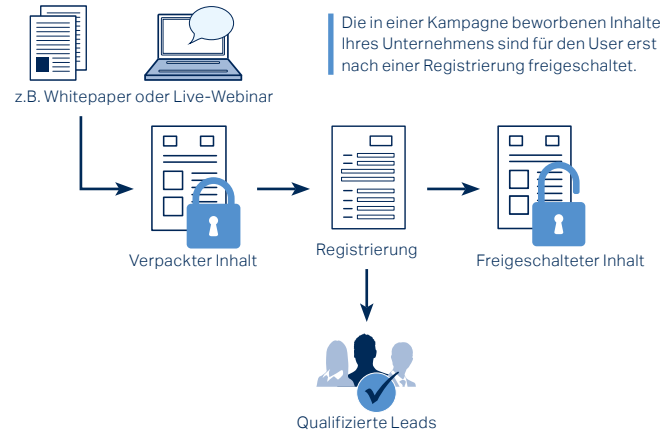 Die in einer Kampagne beworbenen Inhalte
Ihres Unternehmens sind für den User erst
nach einer Registrierung freigeschaltet.
z.B. Whitepaper oder Live-Webinar
Verpackter Inhalt
Registrierung
Freigeschalteter Inhalt
Qualifizierte Leads